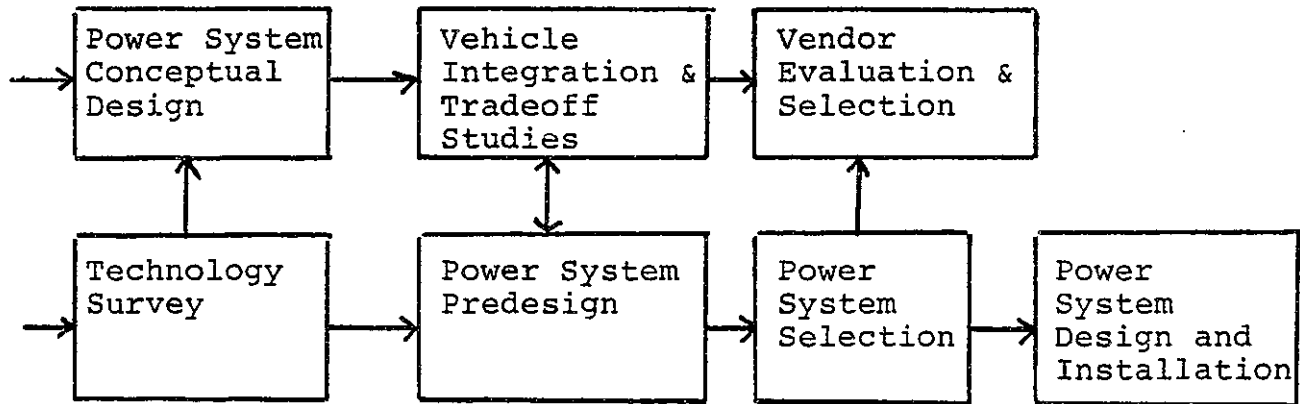 Power System
Conceptual
Design
Vehicle
Integration &
Tradeoff
Studies
Vendor
Evaluation &
Selection
Technology
Survey
Power System
Predesign
Power
System
Selection
Power
System
Design and
Installation